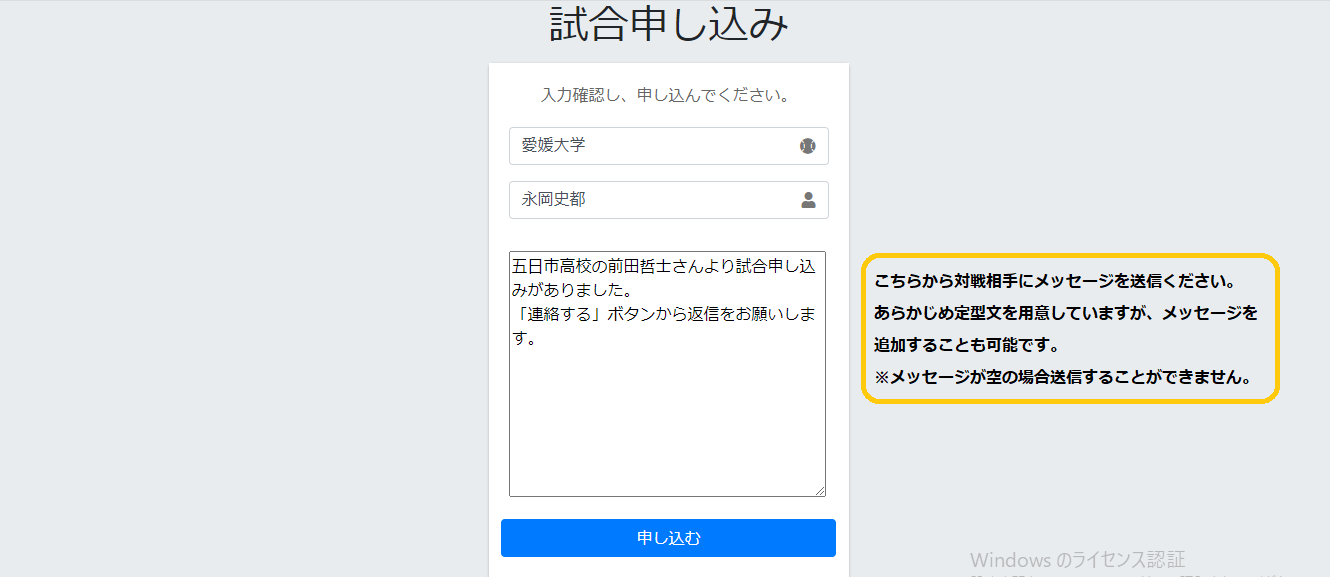 試合申し込み
入力確認し、申し込んでください。
愛媛大学
永岡史都
五日市高校の前田哲士さんより試合申し込
みがありました。
「連絡する」ボタンから返信をお願いしま
す。
こちらから対戦相手にメッセージを送信ください。
あらかじめ定型文を用意していますが、メッセージを
追加することも可能です。
※メッセージが空の場合送信することができません。
申し込む
Windows のライセンス認証